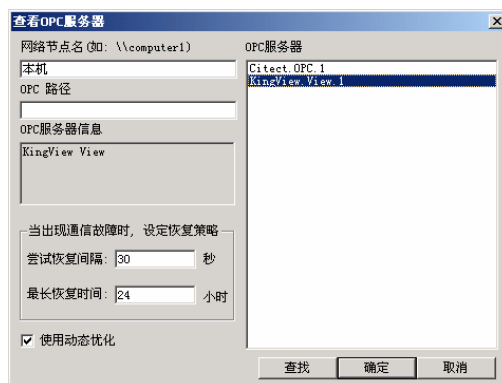 查看OPC服务器
网络节点名(如: \\computer1)
本机
OPC 路径
OPC服务器信息
KingView View
当出现通信故障时，设定恢复策略
尝试恢复间隔: 30 秒
最长恢复时间: 24 小时
使用动态优化
OPC服务器
Citect.OPC.1
KingView.View.1
查找 确定 取消